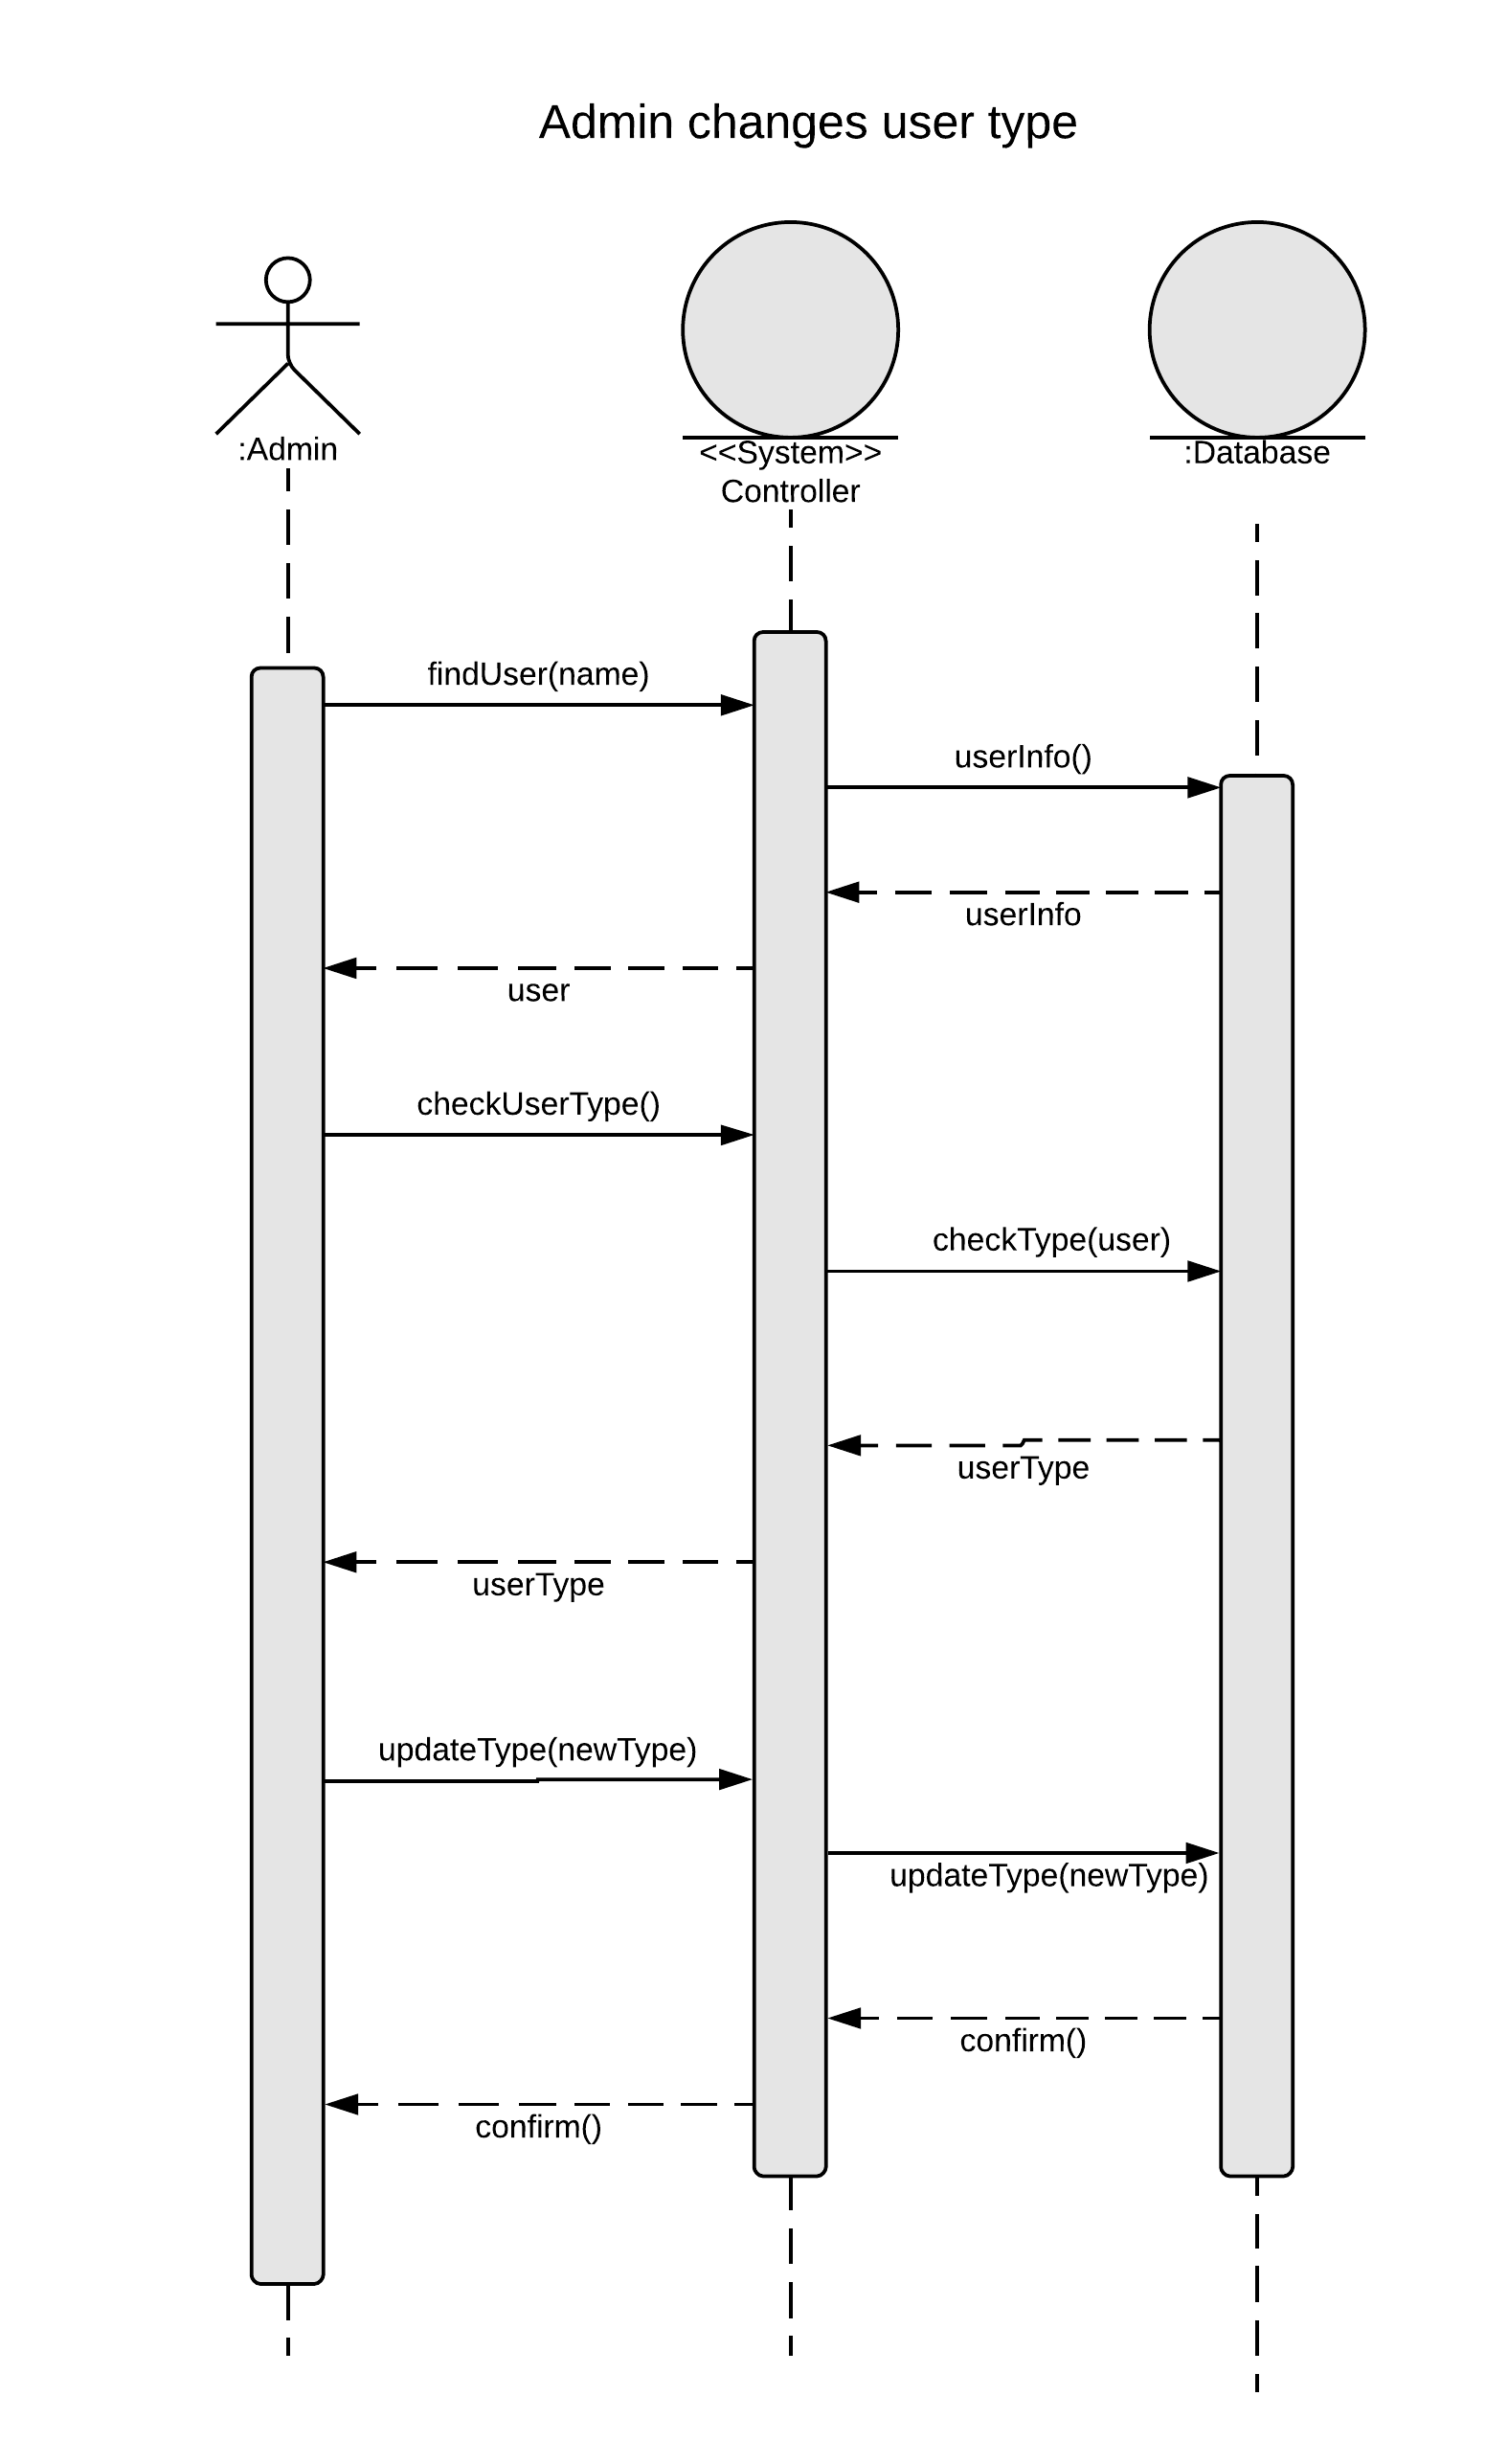 Admin changes user type
:Admin
<<System>>
Controller
:Database
findUser(name)
userInfo()
userInfo
user
checkUserType()
checkType(user)
userType
userType
updateType(newType)
updateType(newType)
confirm()
confirm()